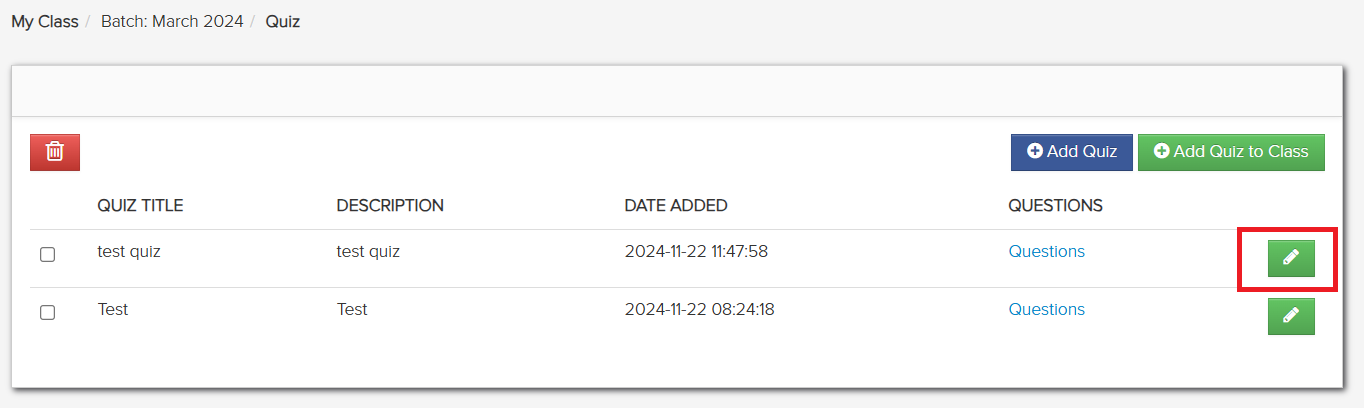 My Class / Batch: March 2024 / Quiz
Add Quiz Add Quiz to Class
QUIZ TITLE DESCRIPTION DATE ADDED QUESTIONS
test quiz test quiz 2024-11-22 11:47:58 Questions
Test Test 2024-11-22 08:24:18 Questions